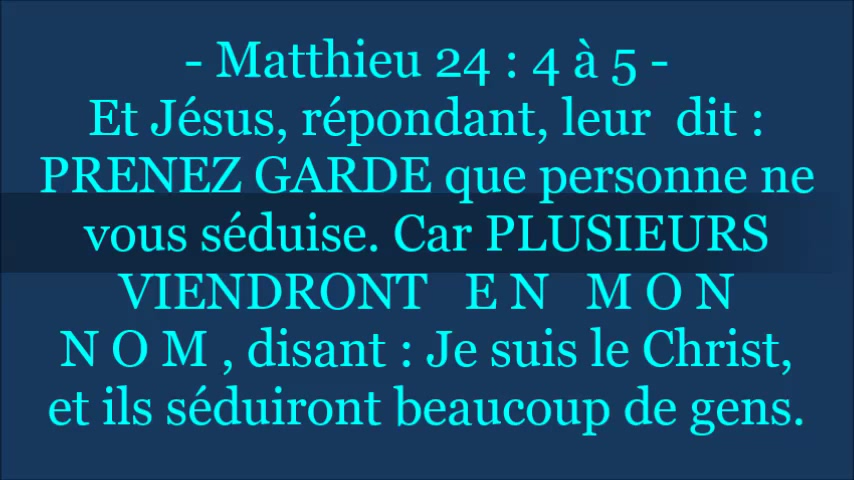 - Matthieu 24 : 4 à 5 -
Et Jésus, répondant, leur  dit :
PRENEZ GARDE que personne ne
vous séduise. Car PLUSIEURS
VIENDRONT   E N   M O N
N O M , disant : Je suis le Christ,
et ils séduiront beaucoup de gens.